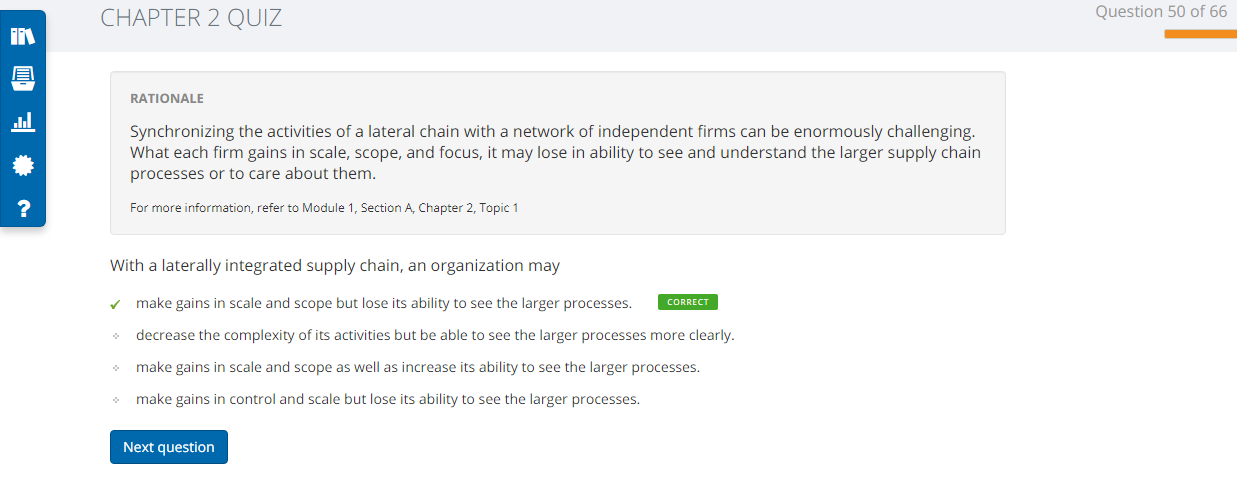 CHAPTER 2 QUIZ
Question 50 of 66
RATIONALE
Synchronizing the activities of a lateral chain with a network of independent firms can be enormously challenging.
What each firm gains in scale, scope, and focus, it may lose in ability to see and understand the larger supply chain
processes or to care about them.
For more information, refer to Module 1, Section A, Chapter 2, Topic 1
With a laterally integrated supply chain, an organization may
make gains in scale and scope but lose its ability to see the larger processes. CORRECT
decrease the complexity of its activities but be able to see the larger processes more clearly.
make gains in scale and scope as well as increase its ability to see the larger processes.
make gains in control and scale but lose its ability to see the larger processes.
Next question